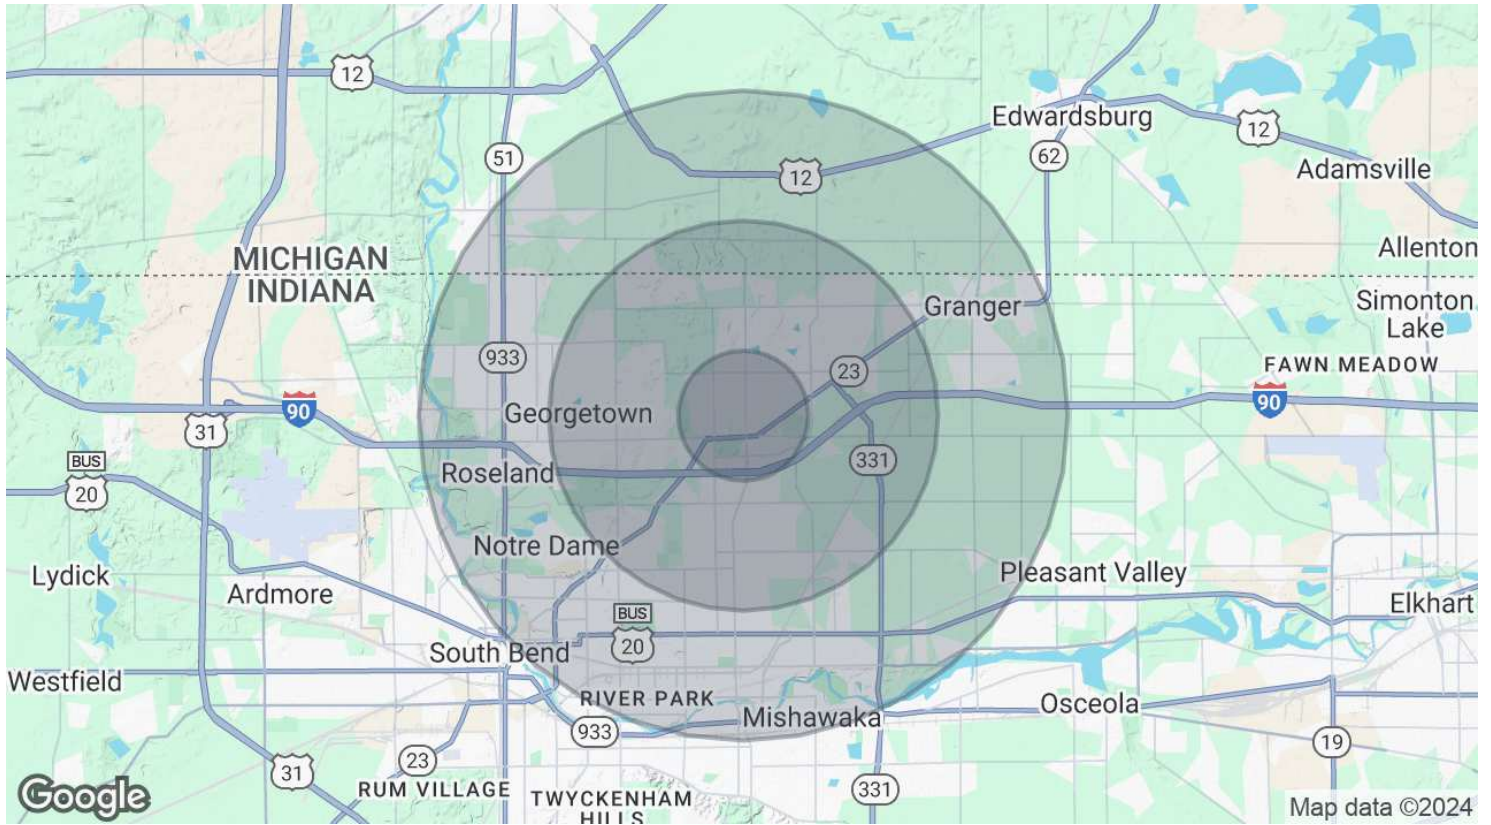 12
51
Edwardsburg
12
62
12
Adamsville
MICHIGAN
INDIANA
Allenton
Granger
Simonton
Lake
933
23
FAWN MEADOW
90
Georgetown
90
31
BUS
20
Roseland
331
Notre Dame
Lydick
Ardmore
Pleasant Valley
BUS
20
Elkhart
South Bend
Westfield
RIVER PARK
933
Mishawaka
Osceola
19
31
23
RUM VILLAGE
TWYCKENHAM
HILLS
331
Google
Map data ©2024